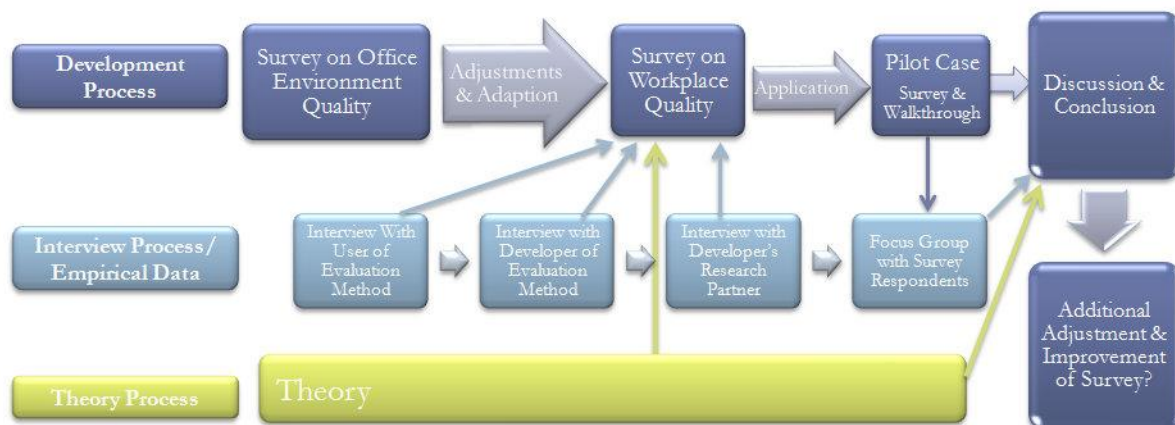 Development
Process
Survey on Office
Environment
Quality
Adjustments
& Adaption
Survey on
Workplace
Quality
Application
Pilot Case
Survey &
Walkthrough
Discussion &
Conclusion
Interview Process/
Empirical Data
Interview With
User of
Evaluation
Method
Interview with
Developer of
Evaluation
Method
Interview with
Developer's
Research
Partner
Focus Group
with Survey
Respondents
Additional
Adjustment &
Improvement
of Survey?
Theory Process
Theory